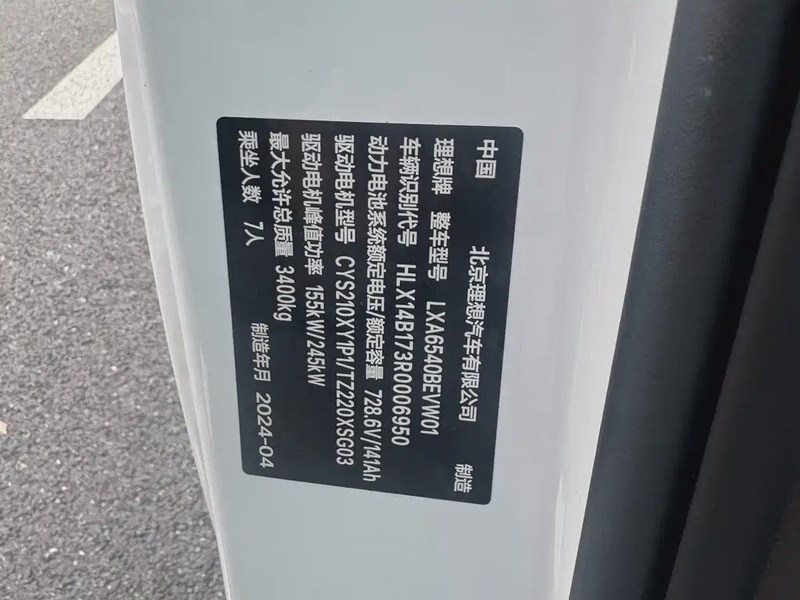 中国 北京理想汽车有限公司 制造
理想牌 整车型号 LXA6540BEVW01
车辆识别代号 HLX14B173R0006950
动力电池系统额定电压/额定容量 728.6V/141Ah
驱动电机型号 CYS210XY1P1/TZ220XSG03
驱动电机峰值功率 155kW/245kW
最大允许总质量 3400kg
乘坐人数 7人 制造年月 2024-04